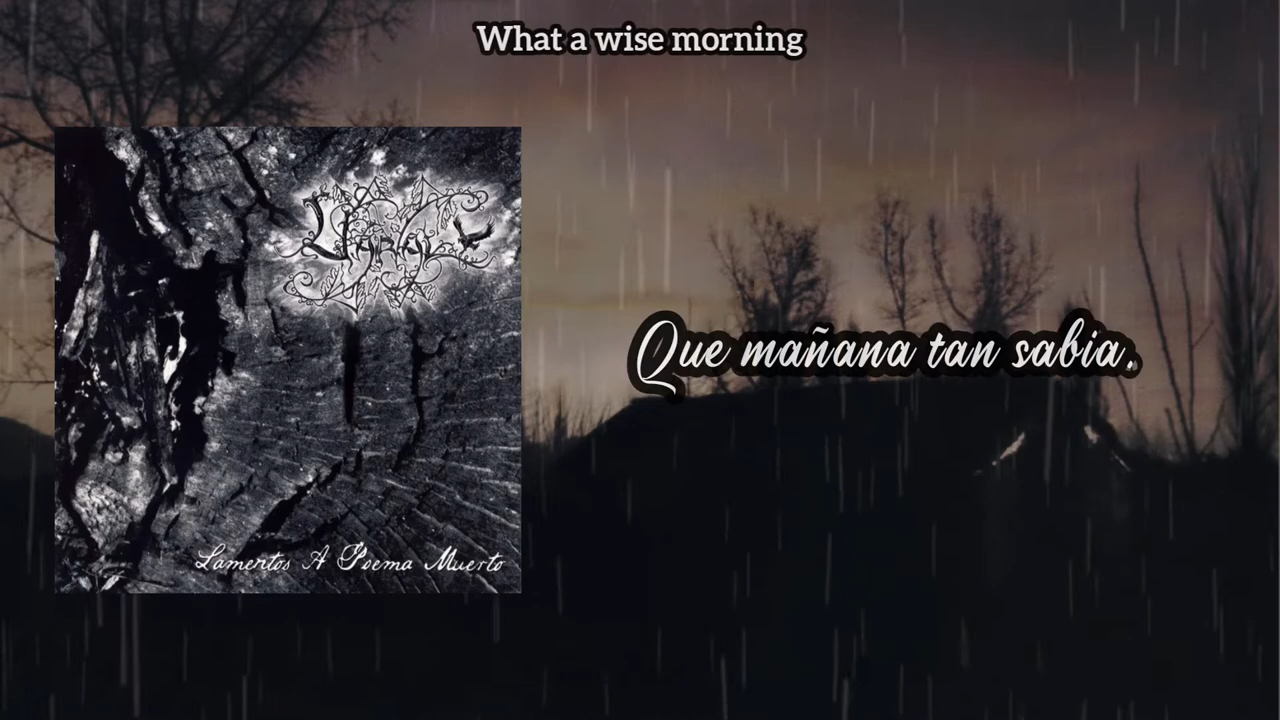 What a wise morning
Que mañana tan sabia.
Lamentos A Poema Muerto